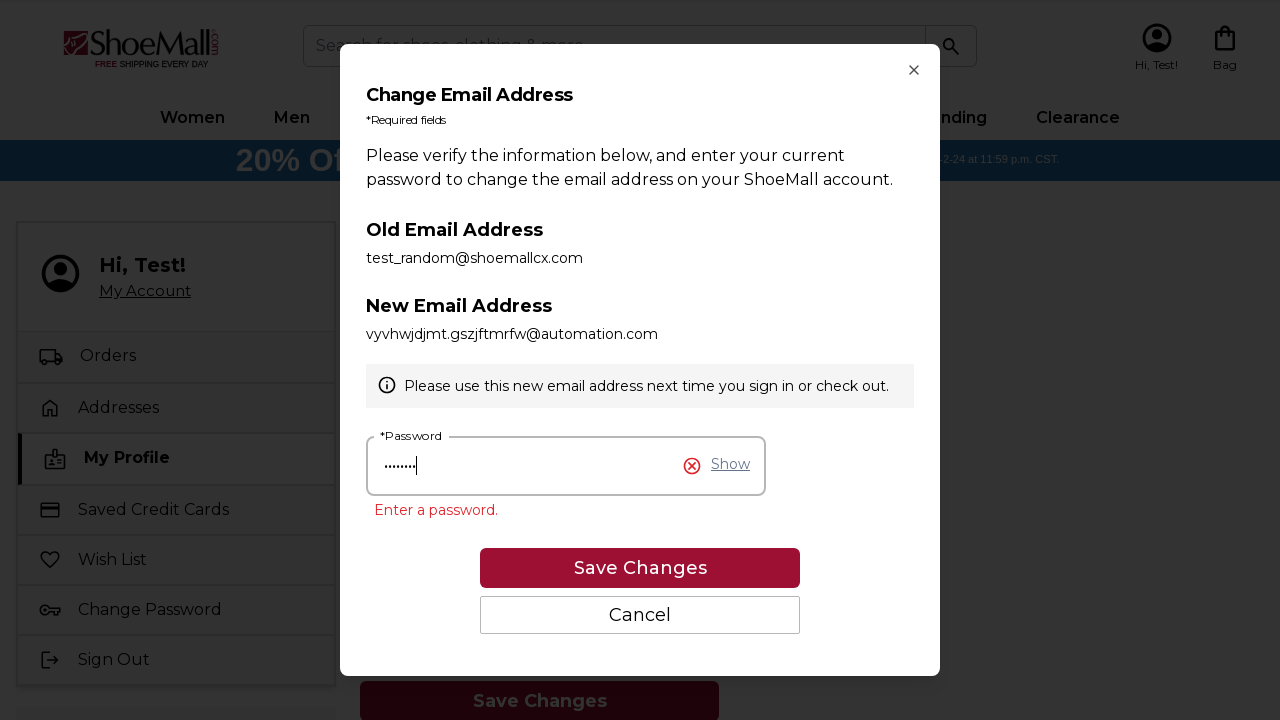 ShoeMall.com
FREE SHIPPING EVERY DAY
Search for shoes, clothing & more
Hi, Test!
Bag
Women
Men
nding
Clearance
20% Of
-2-24 at 11:59 p.m. CST.
Hi, Test!
My Account
Orders
Addresses
My Profile
Saved Credit Cards
Wish List
Change Password
Sign Out
×
Change Email Address
*Required fields
Please verify the information below, and enter your current
password to change the email address on your ShoeMall account.
Old Email Address
test_random@shoemallcx.com
New Email Address
vyvhwjdjmt.gszjftmrfw@automation.com
Please use this new email address next time you sign in or check out.
*Password
••••••••
Show
Enter a password.
Save Changes
Cancel
Save Changes